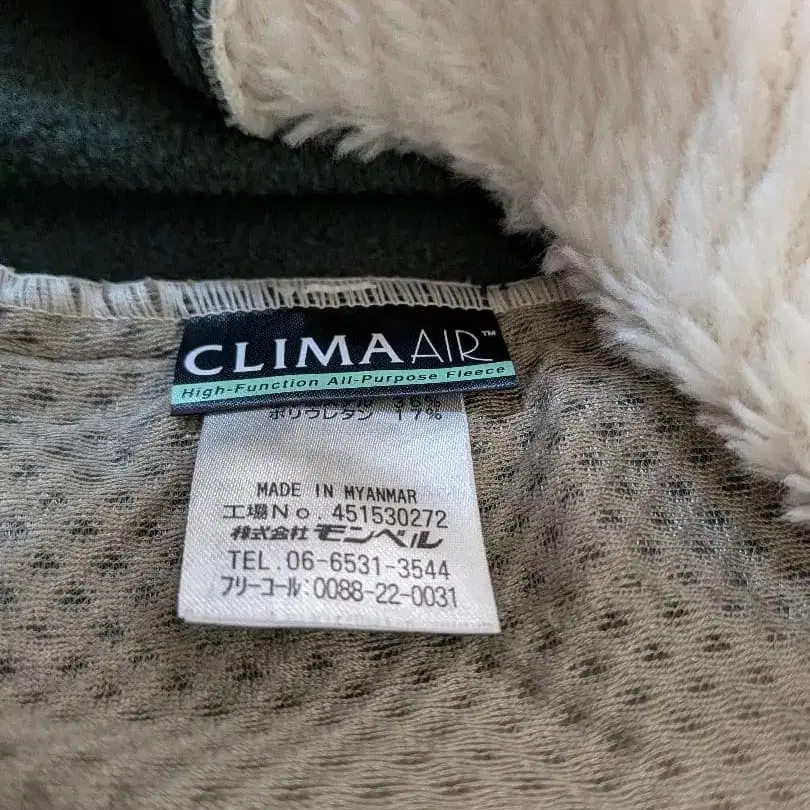 CLIMA AIR™
High-Function All-Purpose Fleece
ポリウレタン 17%
MADE IN MYANMAR
工場No. 451530272
株式会社 モンベル
TEL.06-6531-3544
フリーコール:0088-22-0031